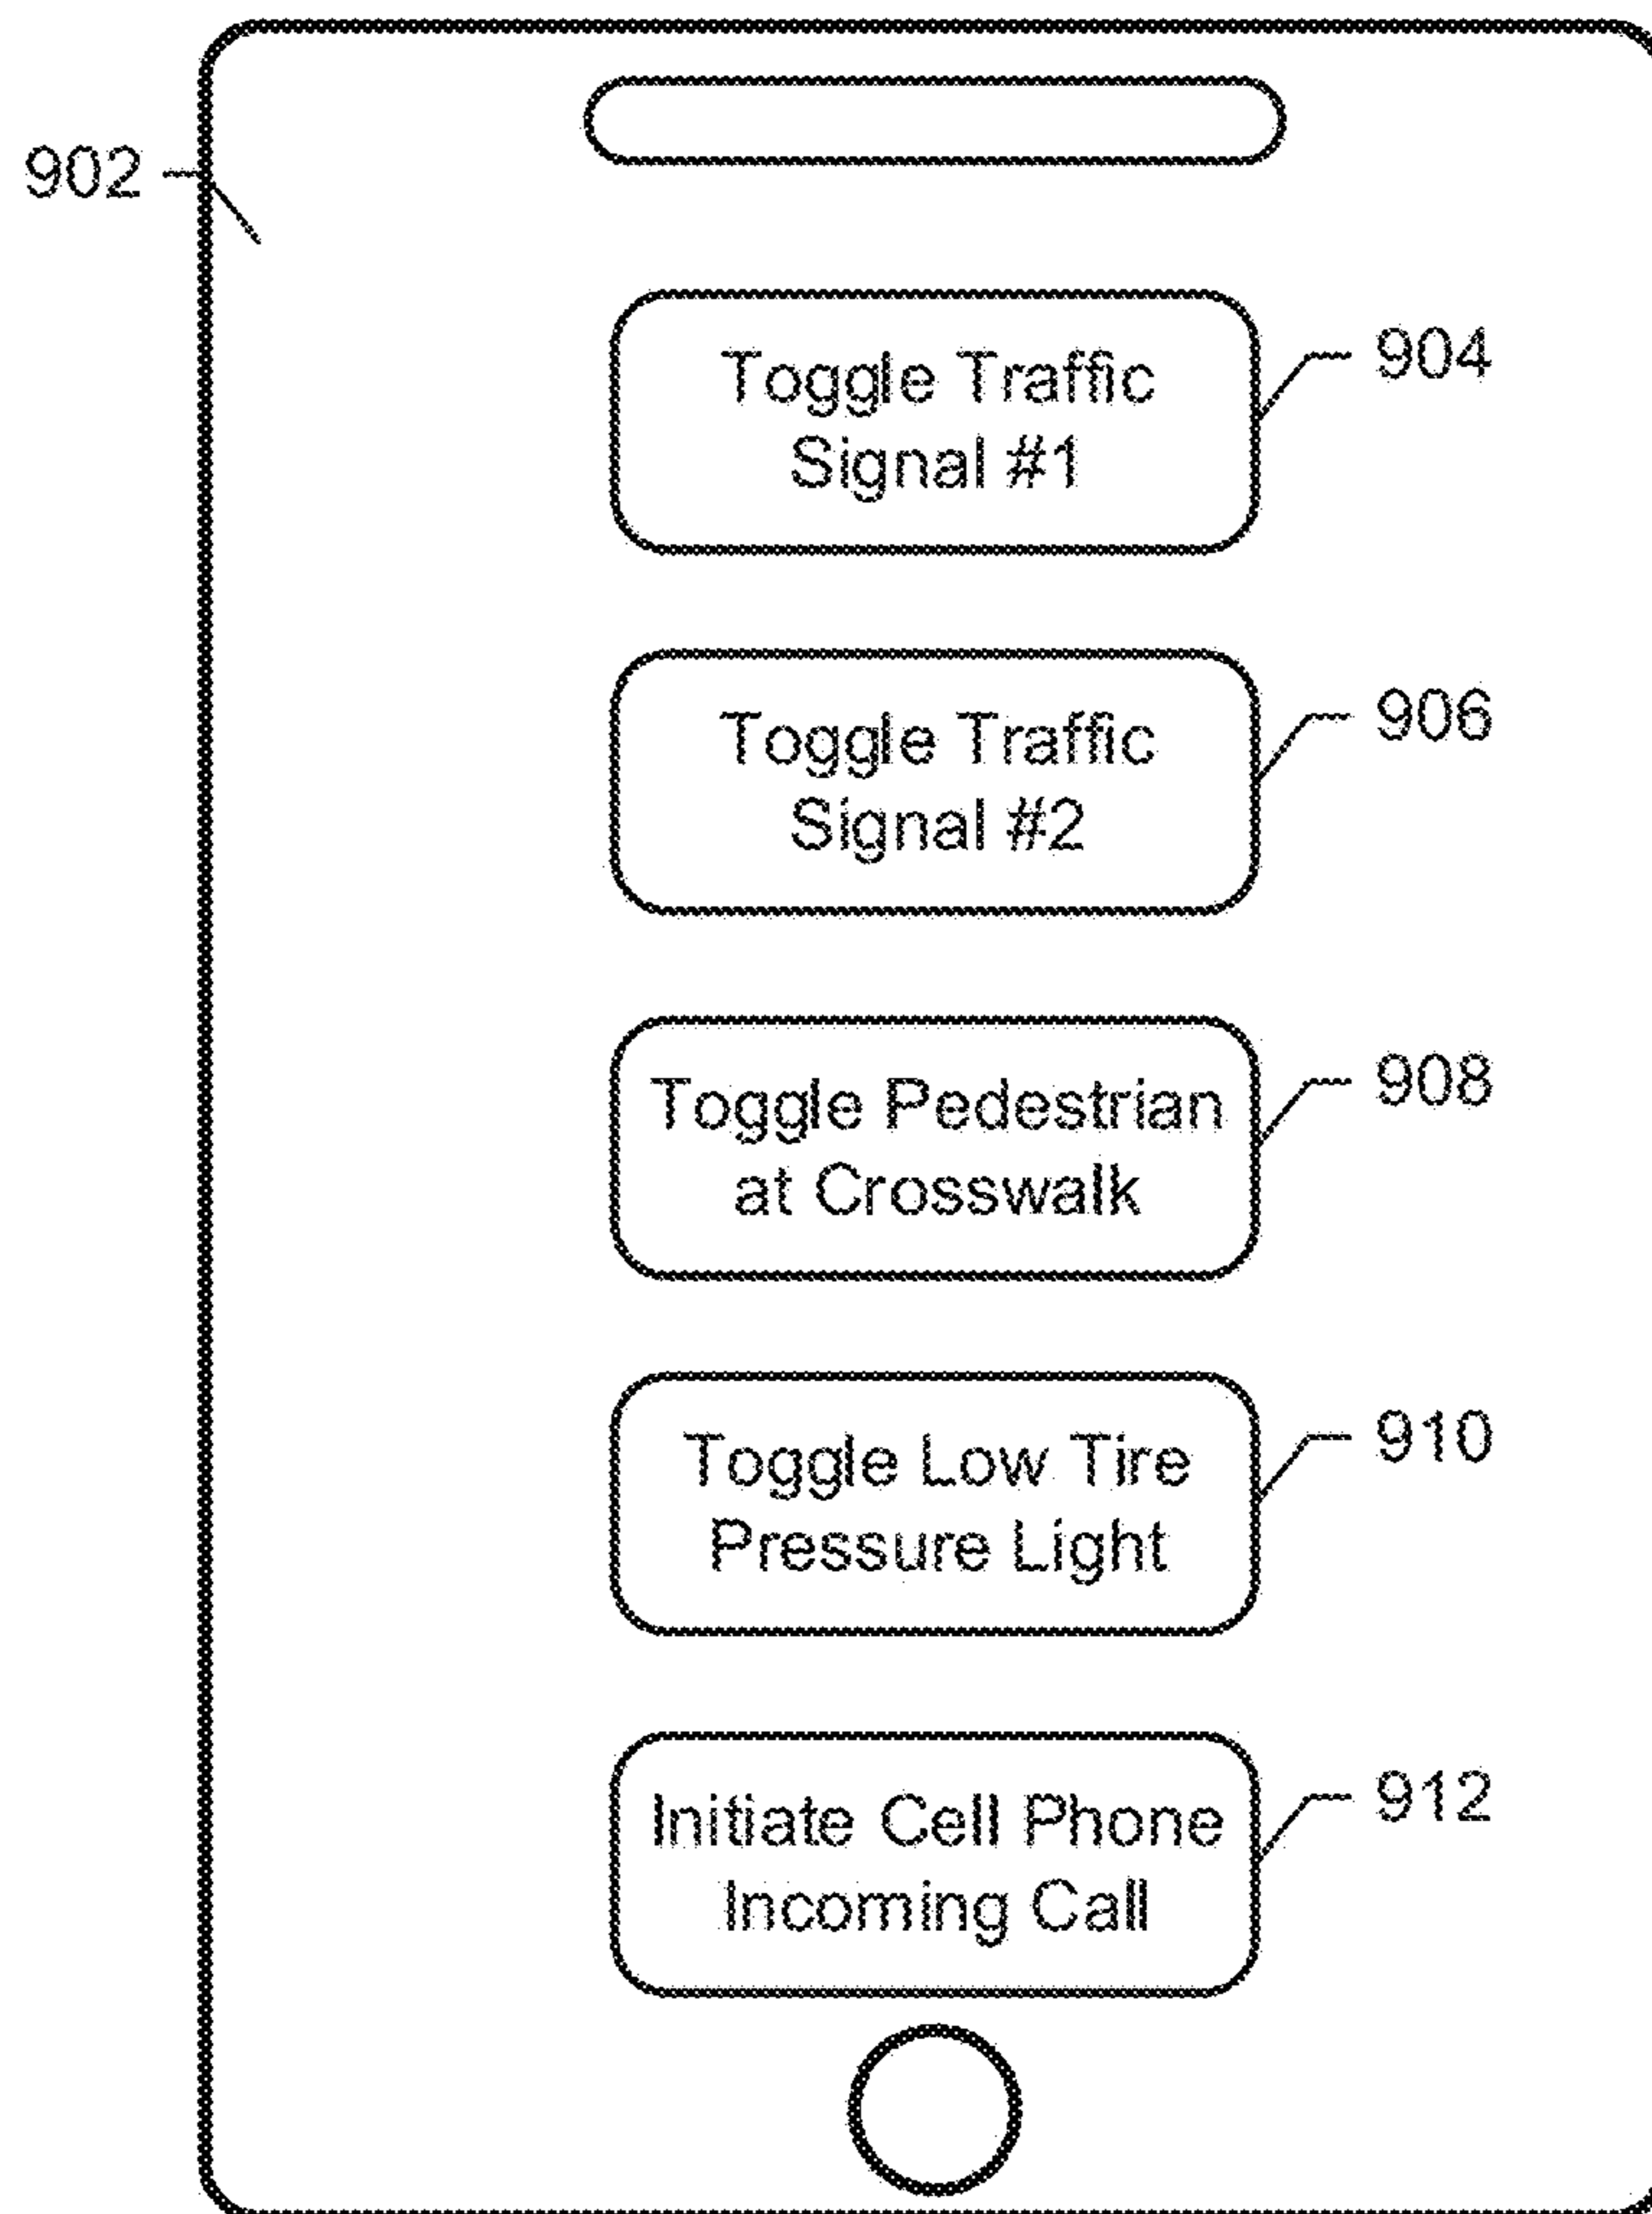 902
Toggle Traffic
Signal #1
904
Toggle Traffic
Signal #2
906
Toggle Pedestrian
at Crosswalk
908
Toggle Low Tire
Pressure Light
910
Initiate Cell Phone
Incoming Call
912